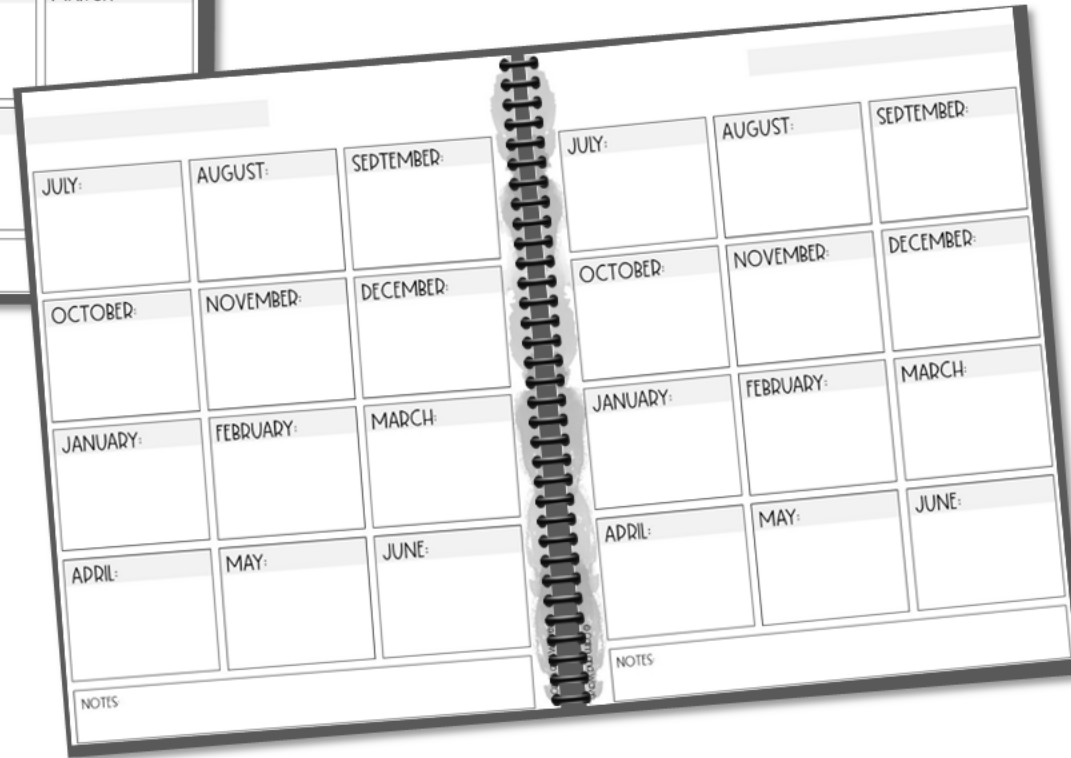 JULY: AUGUST: SEPTEMBER:
OCTOBER: NOVEMBER: DECEMBER:
JANUARY: FEBRUARY: MARCH:
APRIL: MAY: JUNE:
NOTES:
JULY: AUGUST: SEPTEMBER:
OCTOBER: NOVEMBER: DECEMBER:
JANUARY: FEBRUARY: MARCH:
APRIL: MAY: JUNE:
NOTES: